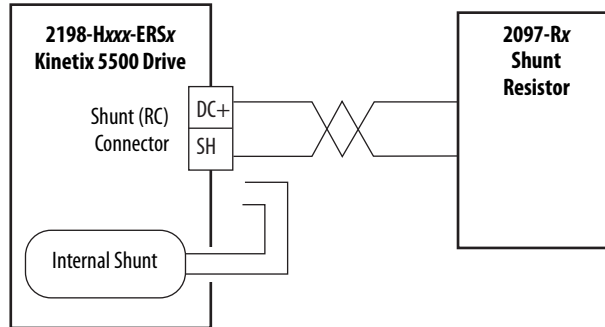 2198-Hxxx-ERSx
Kinetix 5500 Drive
Shunt (RC)
Connector
DC+
SH
Internal Shunt
2097-Rx
Shunt
Resistor